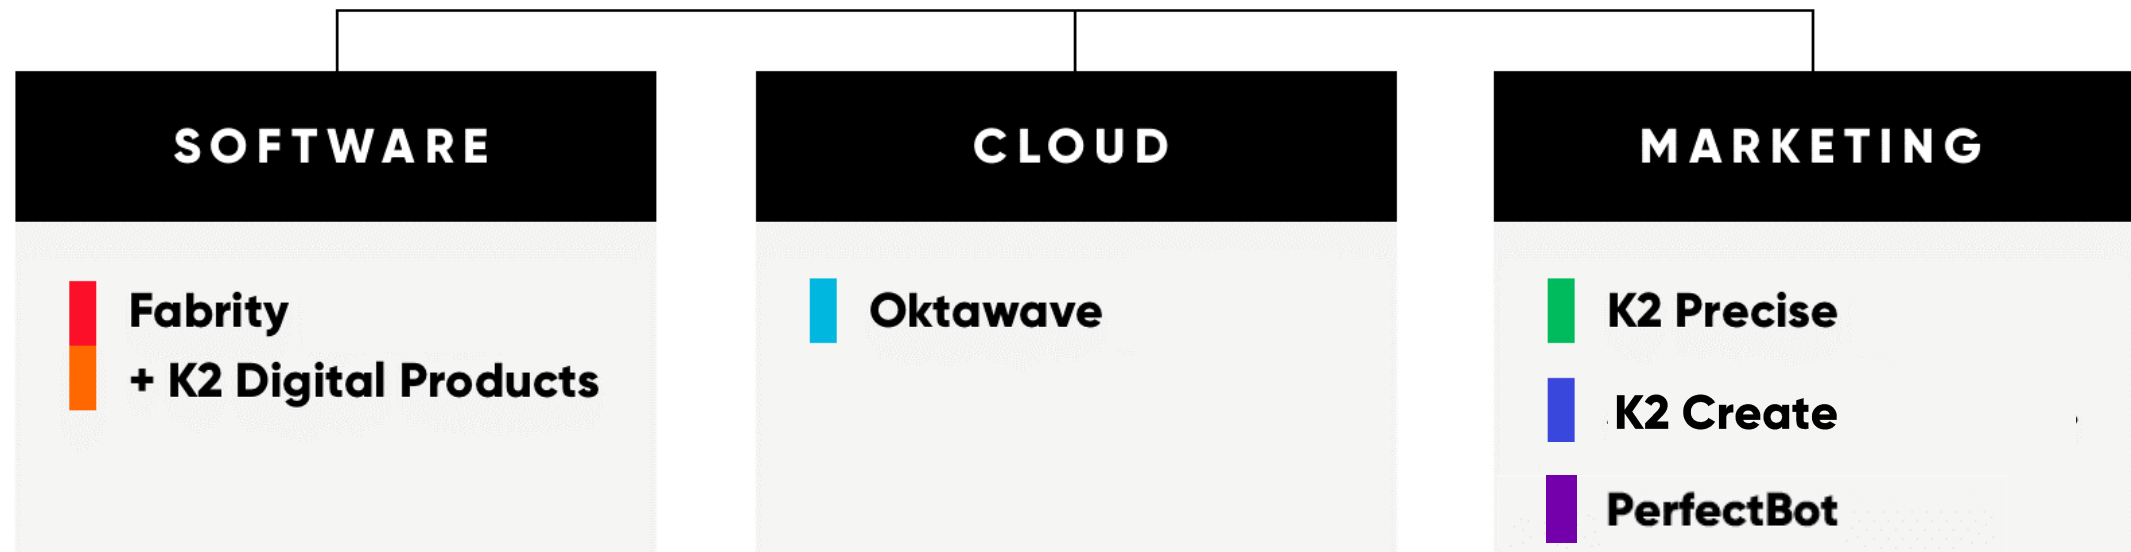 SOFTWARE
Fabrity
+ K2 Digital Products
CLOUD
Oktawave
MARKETING
K2 Precise
K2 Create
PerfectBot